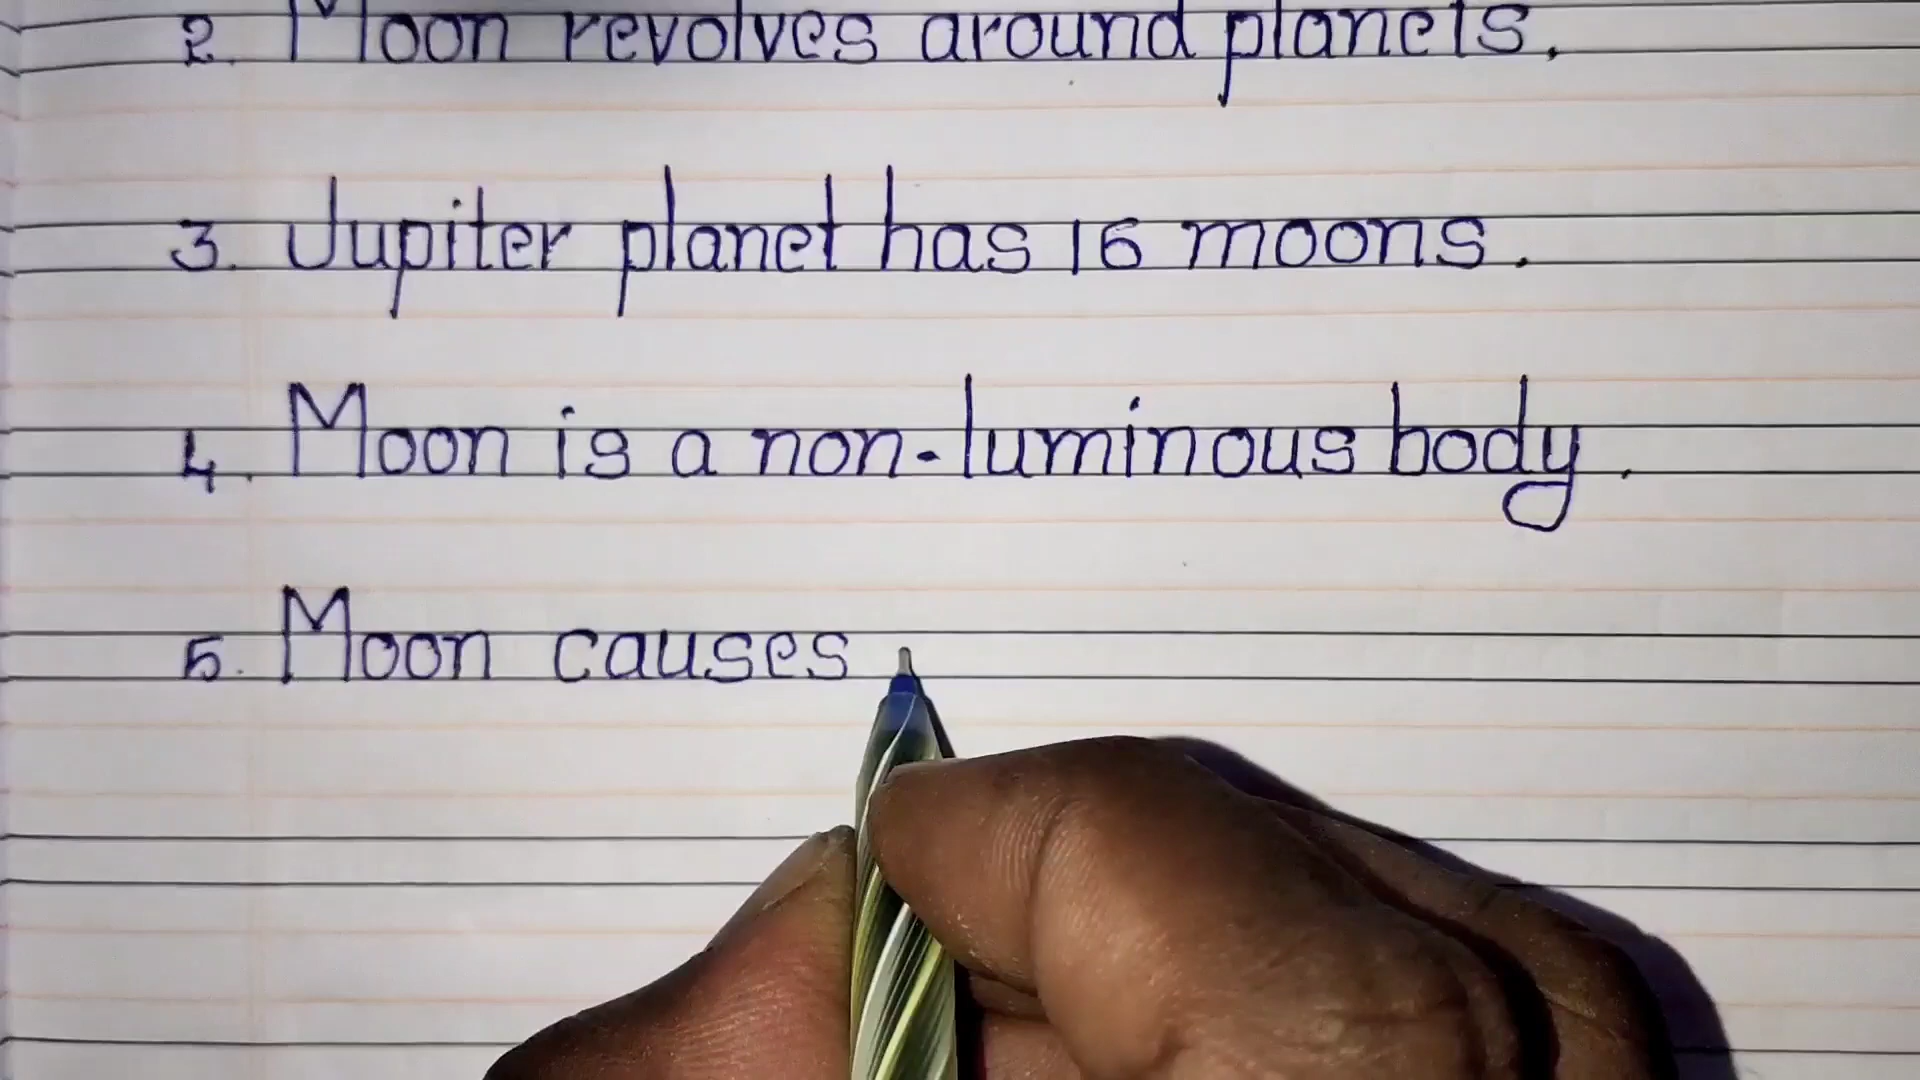 2. Moon revolves around planets.
3. Jupiter planet has 16 moons.
4. Moon is a non-luminous body.
5. Moon causes